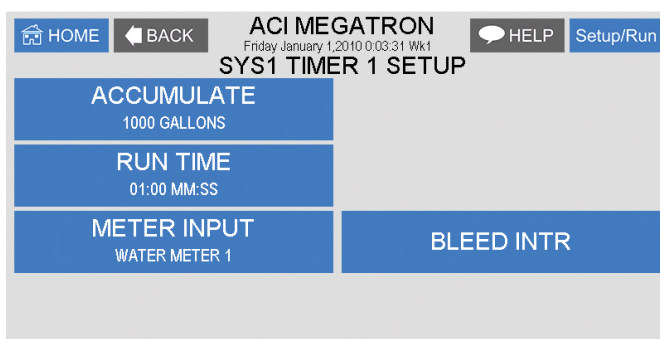 HOME
BACK
ACI MEGATRON
HELP
Setup/Run
Friday January 1,2010 0:03:31 Wk1
SYS1 TIMER 1 SETUP
ACCUMULATE
1000 GALLONS
RUN TIME
01:00 MM:SS
METER INPUT
WATER METER 1
BLEED INTR